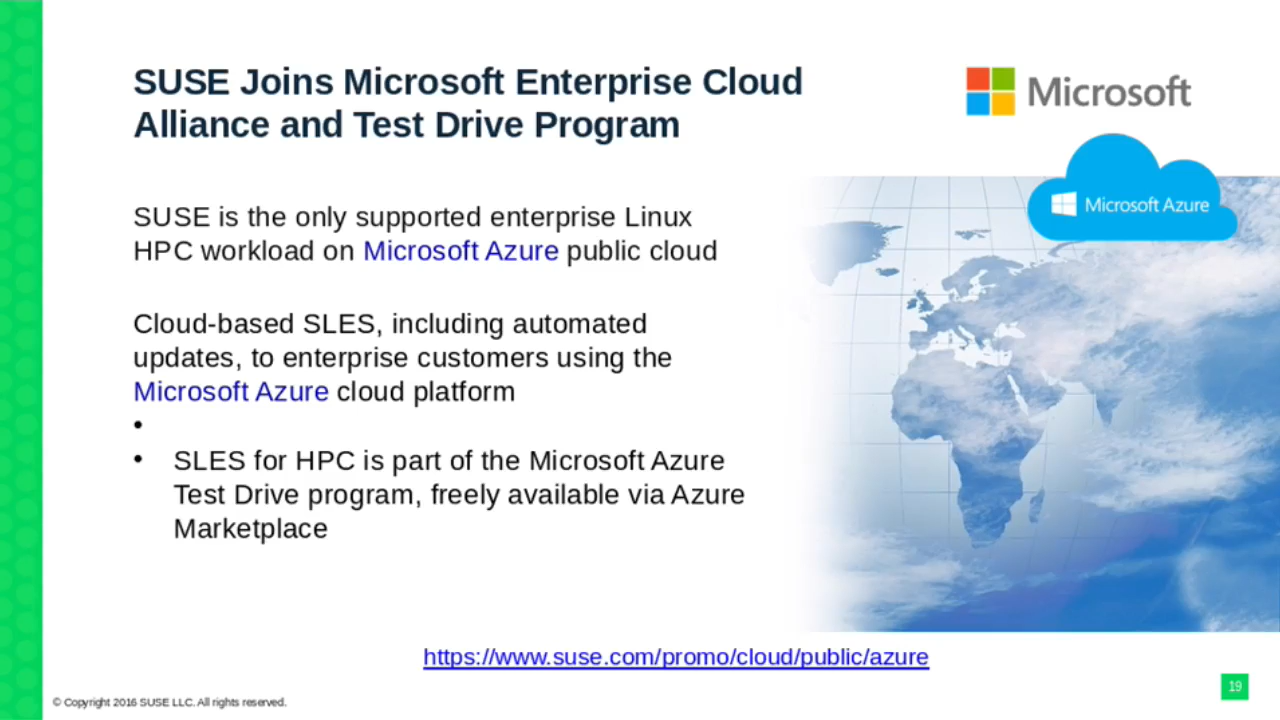 SUSE Joins Microsoft Enterprise Cloud
Alliance and Test Drive Program
Microsoft
Microsoft Azure
SUSE is the only supported enterprise Linux
HPC workload on Microsoft Azure public cloud
Cloud-based SLES, including automated
updates, to enterprise customers using the
Microsoft Azure cloud platform
•
• SLES for HPC is part of the Microsoft Azure
Test Drive program, freely available via Azure
Marketplace
https://www.suse.com/promo/cloud/public/azure
19
© Copyright 2016 SUSE LLC. All rights reserved.